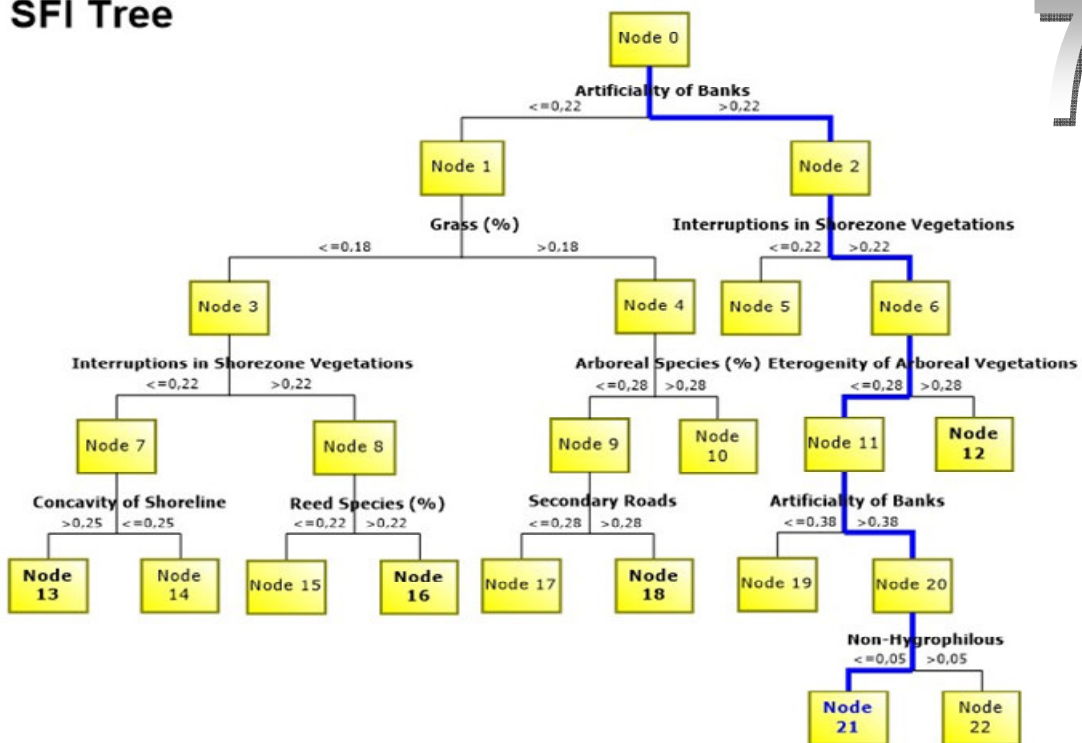 SFI Tree
7
Node 0
Artificiality of Banks
<=0,22 >0,22
Node 1 Node 2
Grass (%) Interruptions in Shorezone Vegetations
<=0,18 >0,18 <=0,22 >0,22
Node 3 Node 4 Node 5 Node 6
Interruptions in Shorezone Vegetations Arboreal Species (%) Eterogenity of Arboreal Vegetations
<=0,22 >0,22 <=0,28 >0,28 <=0,28 >0,28
Node 7 Node 8 Node 9 Node 10 Node 11 Node 12
Concavity of Shoreline Reed Species (%) Secondary Roads Artificiality of Banks
>0,25 <=0,25 <=0,22 >0,22 <=0,28 >0,28 <=0,38 >0,38
Node 13 Node 14 Node 15 Node 16 Node 17 Node 18 Node 19 Node 20
Non-Hygrophilous
<=0,05 >0,05
Node 21 Node 22